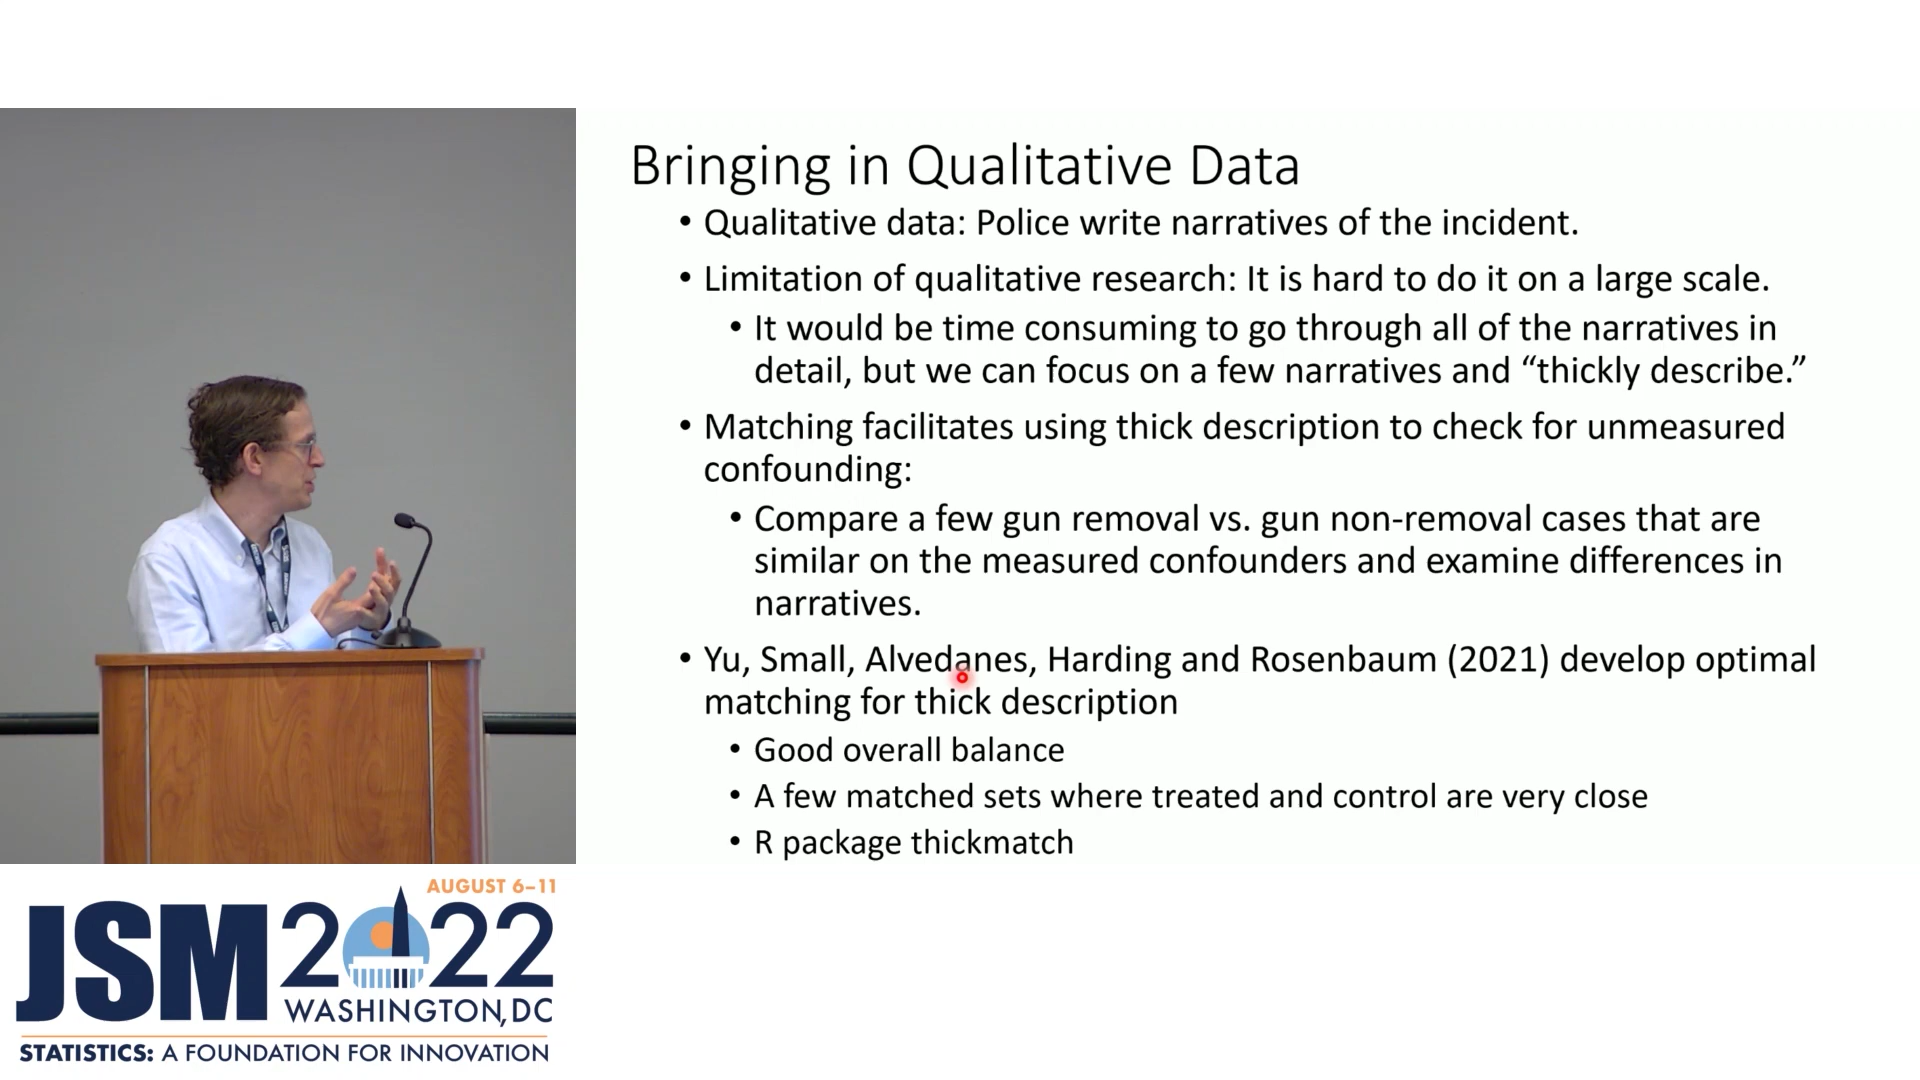 Bringing in Qualitative Data
• Qualitative data: Police write narratives of the incident.
• Limitation of qualitative research: It is hard to do it on a large scale.
• It would be time consuming to go through all of the narratives in
detail, but we can focus on a few narratives and “thickly describe.”
• Matching facilitates using thick description to check for unmeasured
confounding:
• Compare a few gun removal vs. gun non-removal cases that are
similar on the measured confounders and examine differences in
narratives.
• Yu, Small, Alvedanes, Harding and Rosenbaum (2021) develop optimal
matching for thick description
• Good overall balance
• A few matched sets where treated and control are very close
• R package thickmatch
AUGUST 6–11
JSM 2022
WASHINGTON, DC
STATISTICS: A FOUNDATION FOR INNOVATION